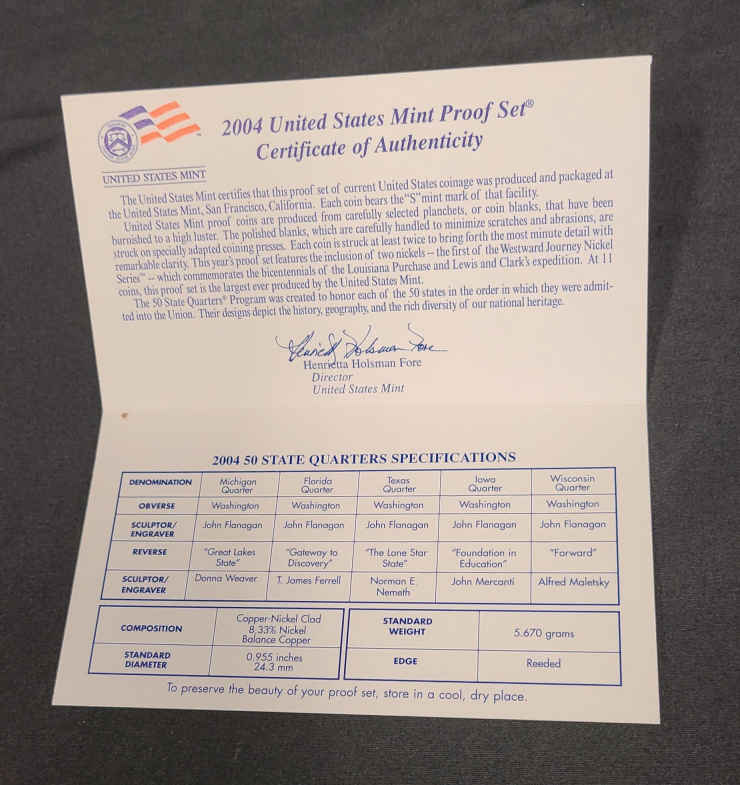 2004 United States Mint Proof Set®
Certificate of Authenticity
UNITED STATES MINT
The United States Mint certifies that this proof set of current United States coinage was produced and packaged at
the United States Mint, San Francisco, California. Each coin bears the "S" mint mark of that facility.
United States Mint proof coins are produced from carefully selected planchets, or coin blanks, that have been
burnished to a high luster. The polished blanks, which are carefully handled to minimize scratches and abrasions, are
struck on specially adapted coining presses. Each coin is struck at least twice to bring forth the most minute detail with
remarkable clarity. This year's proof set features the inclusion of two nickels – the first of the Westward Journey Nickel
Series™ – which commemorates the bicentennials of the Louisiana Purchase and Lewis and Clark's expedition. At 11
coins, this proof set is the largest ever produced by the United States Mint.
The 50 State Quarters® Program was created to honor each of the 50 states in the order in which they were admit-
ted into the Union. Their designs depict the history, geography, and the rich diversity of our national heritage.
Henrietta Holsman Fore
Henrietta Holsman Fore
Director
United States Mint
2004 50 STATE QUARTERS SPECIFICATIONS
DENOMINATION Michigan Quarter Florida Quarter Texas Quarter Iowa Quarter Wisconsin Quarter
OBVERSE Washington Washington Washington Washington Washington
SCULPTOR/ENGRAVER John Flanagan John Flanagan John Flanagan John Flanagan John Flanagan
REVERSE "Great Lakes State" "Gateway to Discovery" "The Lone Star State" "Foundation in Education" "Forward"
SCULPTOR/ENGRAVER Donna Weaver T. James Ferrell Norman E. Nemeth John Mercanti Alfred Maletsky
COMPOSITION Copper-Nickel Clad 8.33% Nickel Balance Copper
STANDARD WEIGHT 5.670 grams
STANDARD DIAMETER 0.955 inches 24.3 mm
EDGE Reeded
To preserve the beauty of your proof set, store in a cool, dry place.